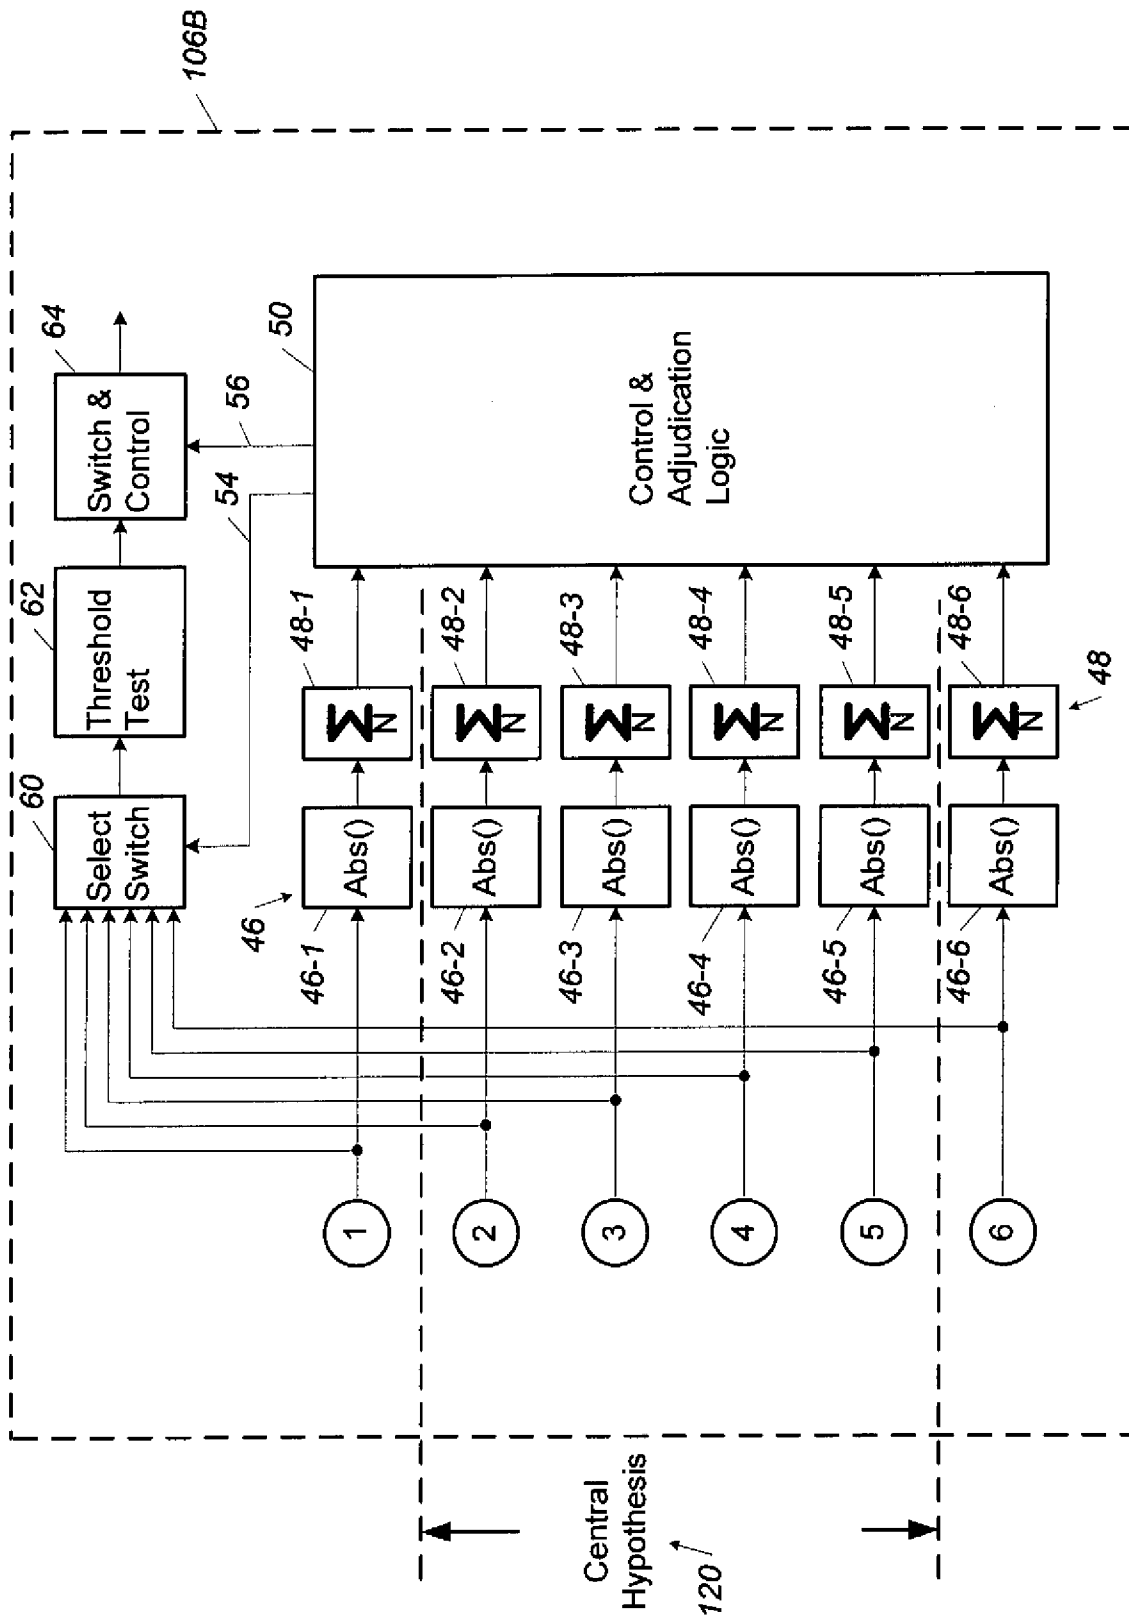 106B
60
Select
Switch
62
Threshold
Test
64
Switch &
Control
54
56
50
Control &
Adjudication
Logic
46
1
46-1
Abs()
48-1
Σ
N
2
46-2
Abs()
48-2
Σ
N
3
46-3
Abs()
48-3
Σ
N
4
46-4
Abs()
48-4
Σ
N
5
46-5
Abs()
48-5
Σ
N
6
46-6
Abs()
48-6
Σ
N
48
Central
Hypothesis
120